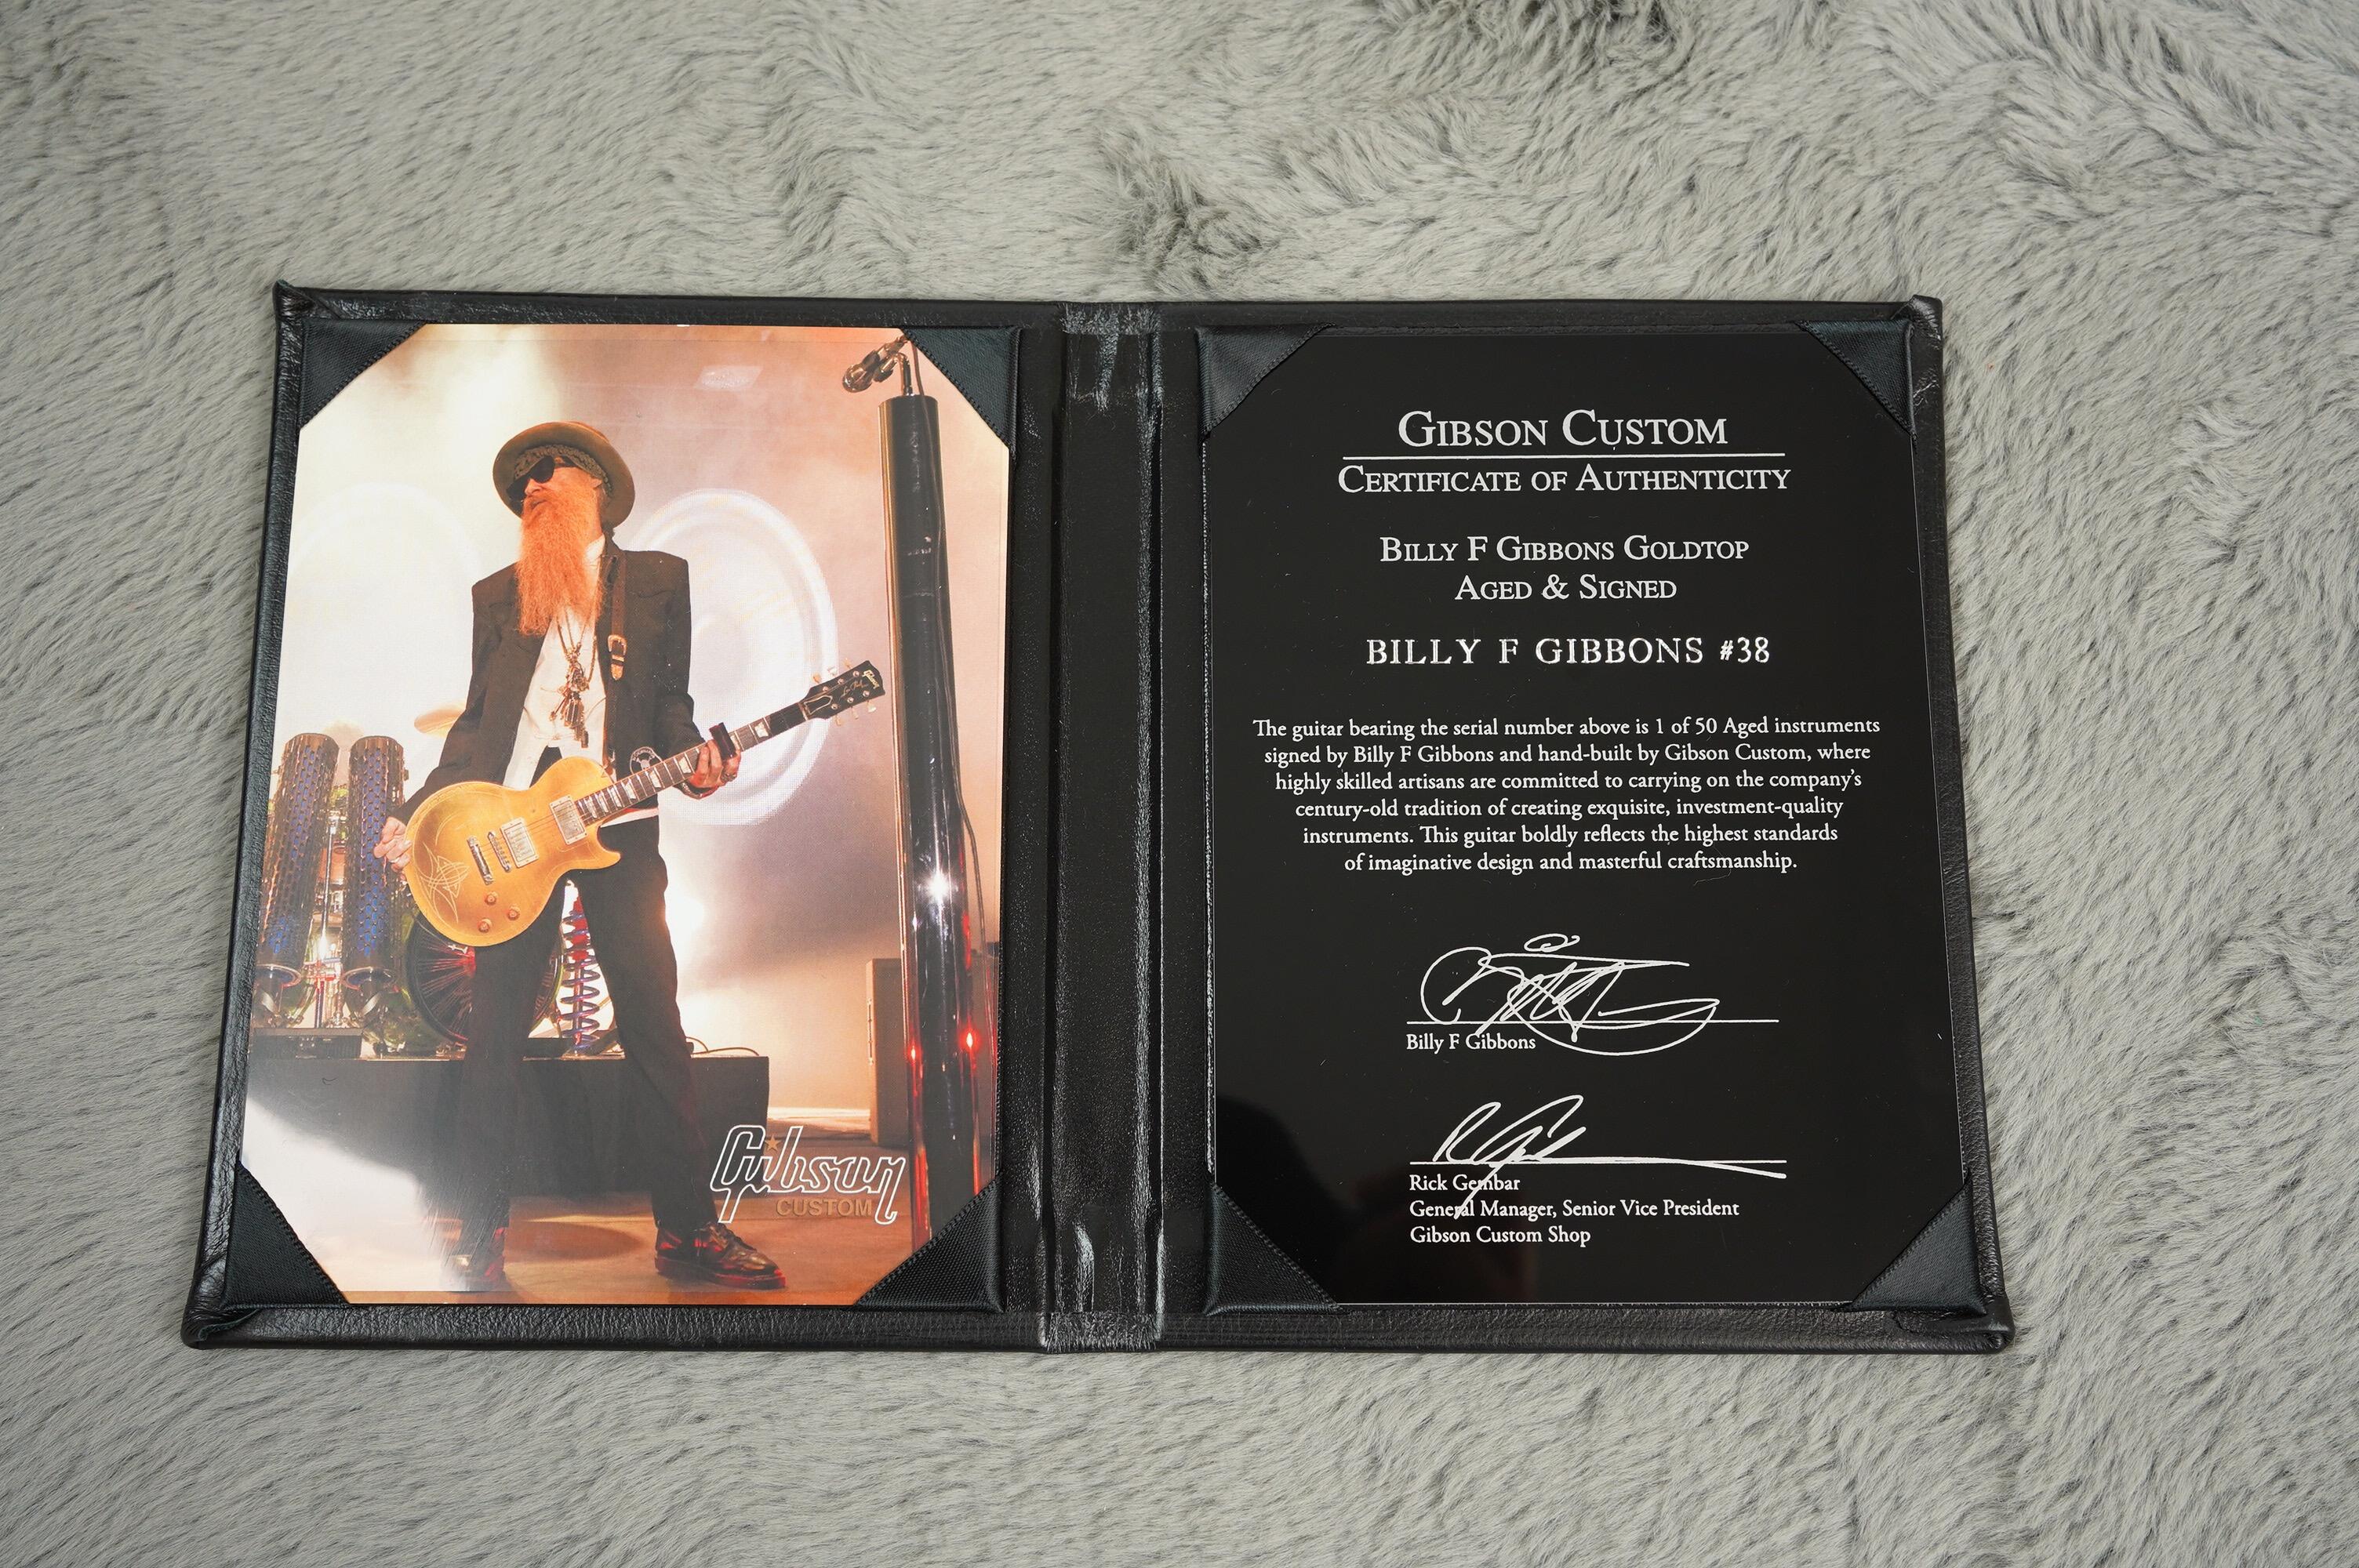 Gibson
CUSTOM
Gibson
Les Paul
GIBSON CUSTOM
CERTIFICATE OF AUTHENTICITY
BILLY F GIBBONS GOLDTOP
AGED & SIGNED
BILLY F GIBBONS #38
The guitar bearing the serial number above is 1 of 50 Aged instruments
signed by Billy F Gibbons and hand-built by Gibson Custom, where
highly skilled artisans are committed to carrying on the company's
century-old tradition of creating exquisite, investment-quality
instruments. This guitar boldly reflects the highest standards
of imaginative design and masterful craftsmanship.
Billy F Gibbons
Rick Gembar
General Manager, Senior Vice President
Gibson Custom Shop